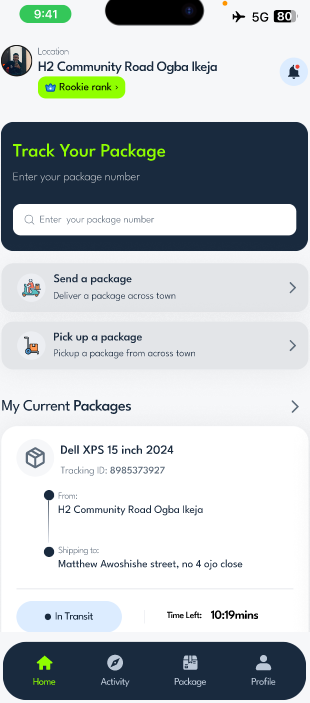 9:41
5G 80
Location
H2 Community Road Ogba Ikeja
Rookie rank ›
Track Your Package
Enter your package number
Enter your package number
Send a package
Deliver a package across town
Pick up a package
Pickup a package from across town
My Current Packages
Dell XPS 15 inch 2024
Tracking ID: 8985373927
From:
H2 Community Road Ogba Ikeja
Shipping to:
Matthew Awoshishe street, no 4 ojo close
In Transit
Time Left: 10:19mins
Home Activity Package Profile